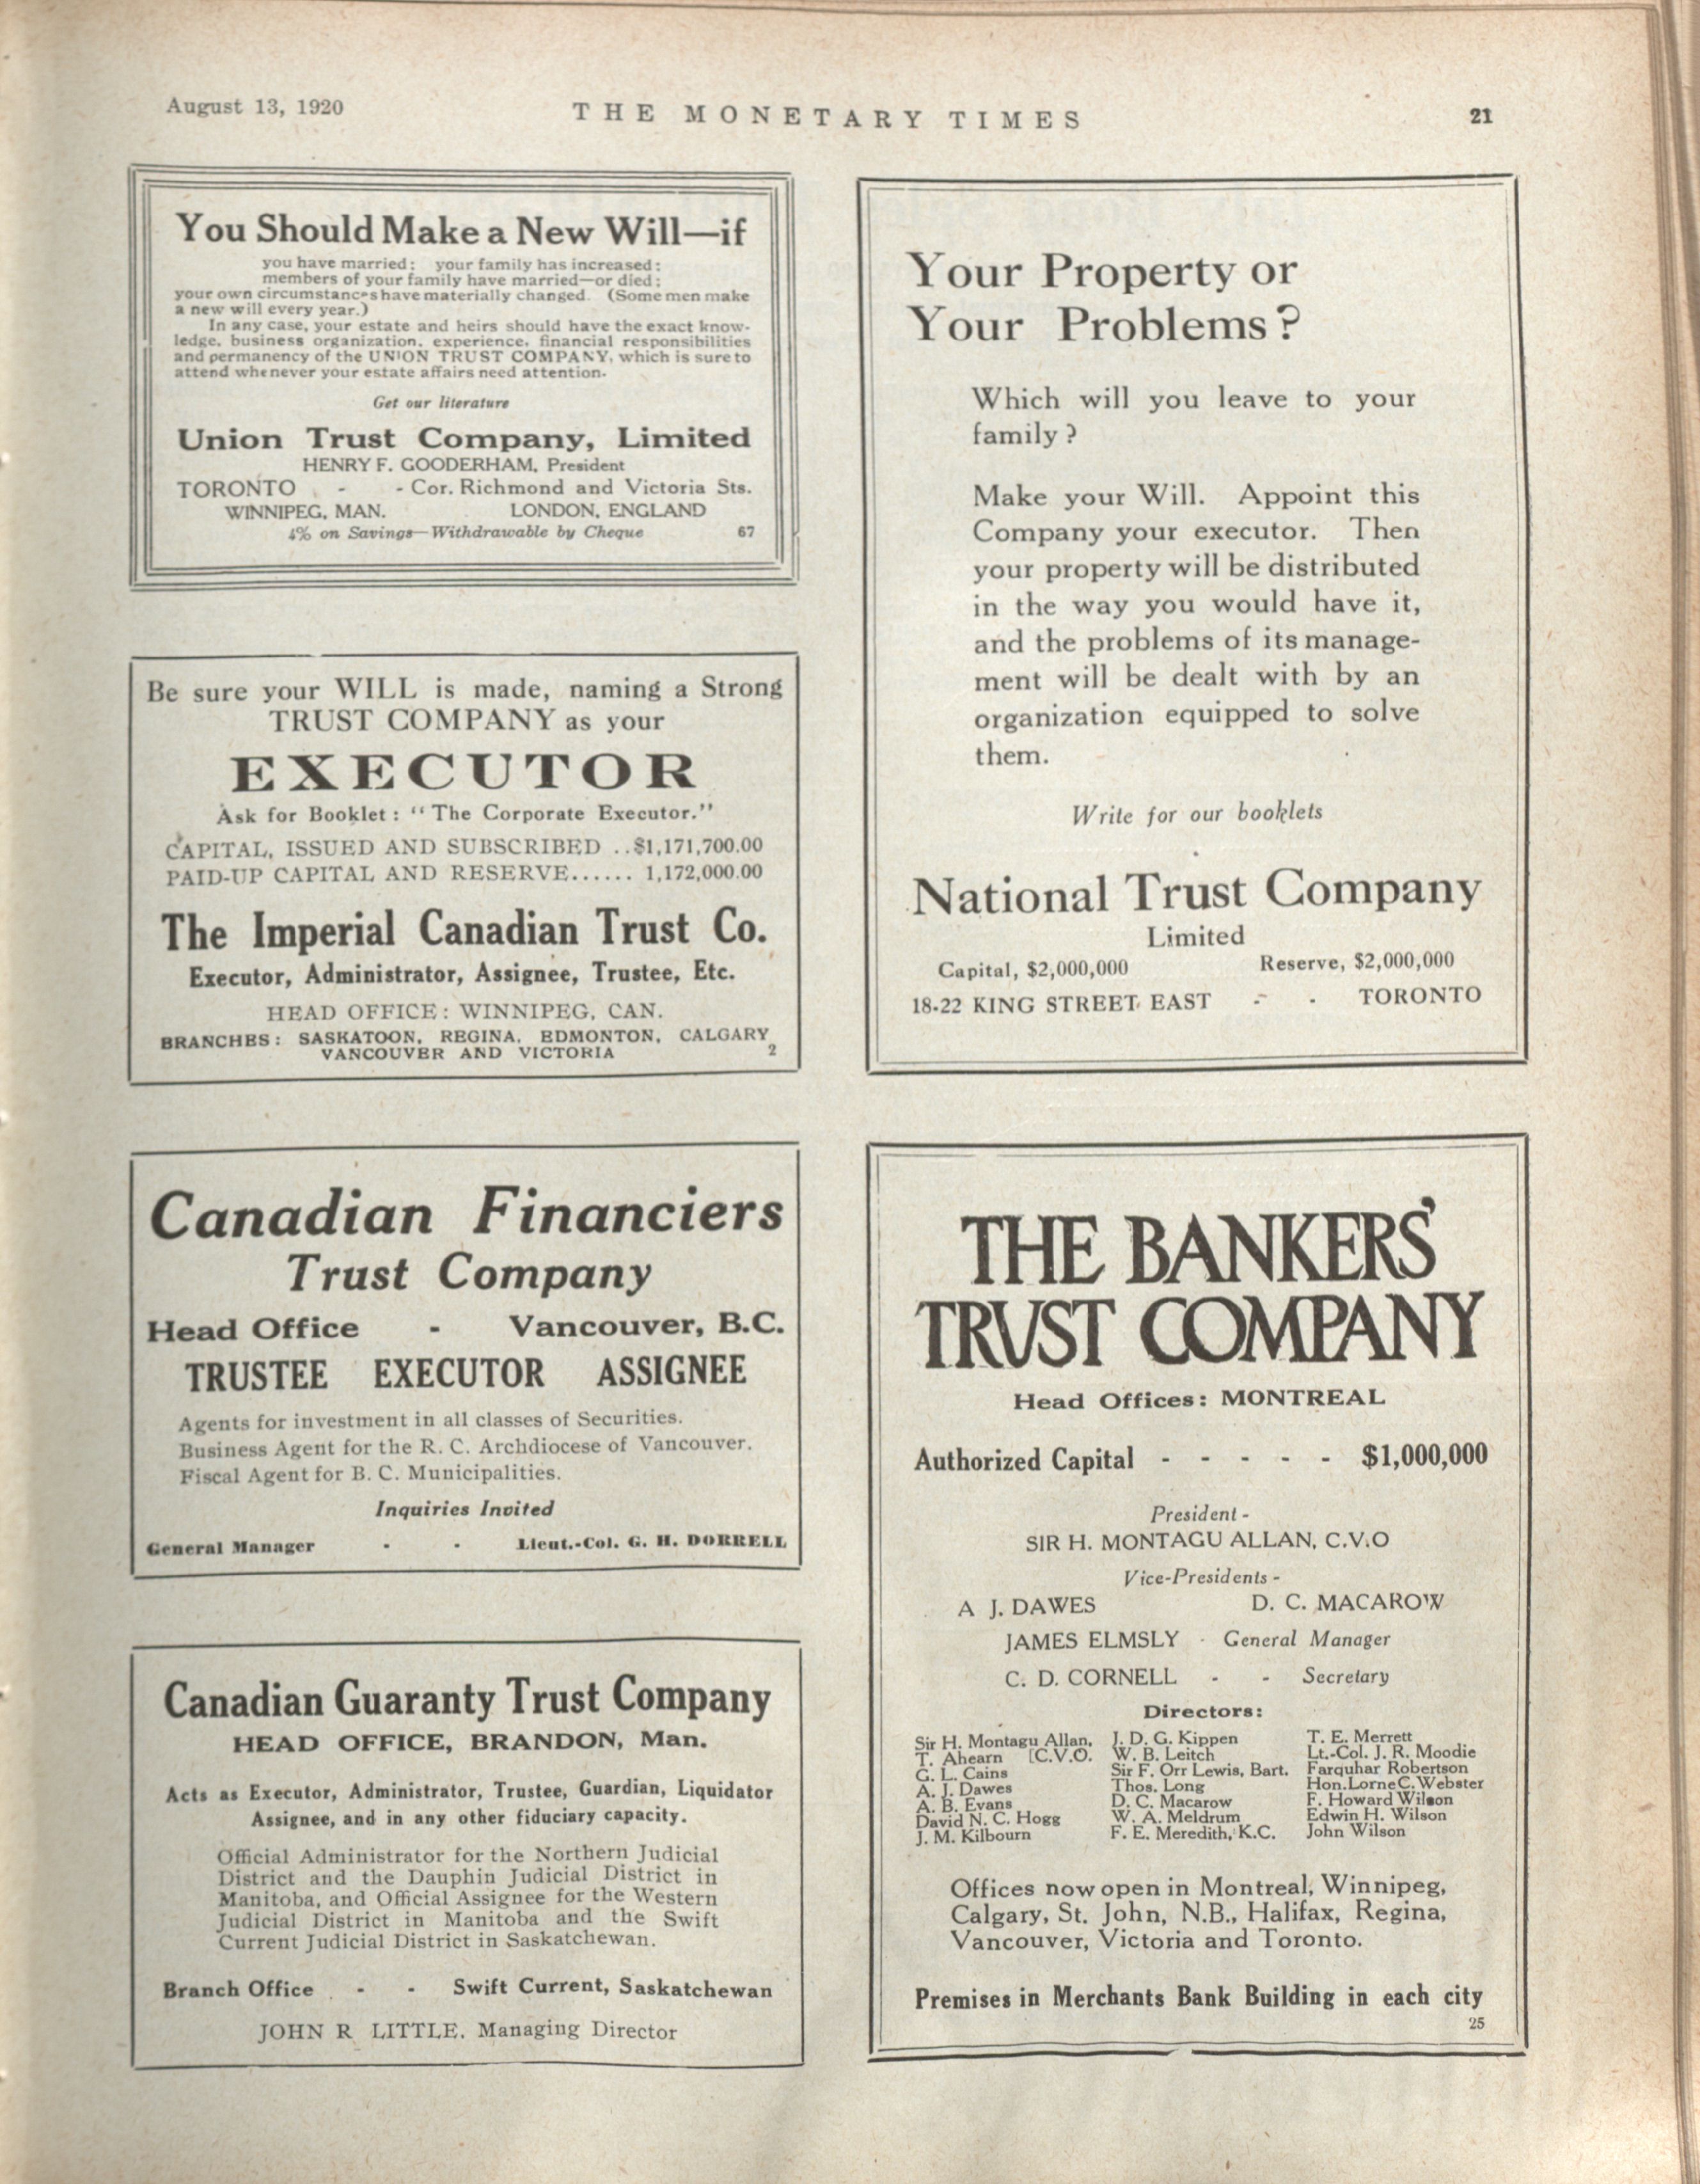 August 13, 1920
THE MONETARY TIMES
21
You Should Make a New Will—if
you have married; your family has increased;
members of your family have married—or died;
your own circumstances have materially changed. (Some men make
a new will every year.)
In any case, your estate and heirs should have the exact know-
ledge, business organization, experience, financial responsibilities
and permanency of the UNION TRUST COMPANY, which is sure to
attend whenever your estate affairs need attention.
Get our literature
Union Trust Company, Limited
HENRY F. GOODERHAM, President
TORONTO - - Cor. Richmond and Victoria Sts.
WINNIPEG, MAN. LONDON, ENGLAND
4% on Savings—Withdrawable by Cheque 67
Be sure your WILL is made, naming a Strong
TRUST COMPANY as your
EXECUTOR
Ask for Booklet: "The Corporate Executor."
CAPITAL, ISSUED AND SUBSCRIBED ..$1,171,700.00
PAID-UP CAPITAL AND RESERVE...... 1,172,000.00
The Imperial Canadian Trust Co.
Executor, Administrator, Assignee, Trustee, Etc.
HEAD OFFICE: WINNIPEG, CAN.
BRANCHES: SASKATOON, REGINA, EDMONTON, CALGARY
VANCOUVER AND VICTORIA 2
Canadian Financiers
Trust Company
Head Office - Vancouver, B.C.
TRUSTEE EXECUTOR ASSIGNEE
Agents for investment in all classes of Securities.
Business Agent for the R. C. Archdiocese of Vancouver.
Fiscal Agent for B. C. Municipalities.
Inquiries Invited
General Manager - - Lieut.-Col. G. H. DORRELL
Canadian Guaranty Trust Company
HEAD OFFICE, BRANDON, Man.
Acts as Executor, Administrator, Trustee, Guardian, Liquidator
Assignee, and in any other fiduciary capacity.
Official Administrator for the Northern Judicial
District and the Dauphin Judicial District in
Manitoba, and Official Assignee for the Western
Judicial District in Manitoba and the Swift
Current Judicial District in Saskatchewan.
Branch Office - - Swift Current, Saskatchewan
JOHN R LITTLE, Managing Director
Your Property or
Your Problems?
Which will you leave to your
family?
Make your Will. Appoint this
Company your executor. Then
your property will be distributed
in the way you would have it,
and the problems of its manage-
ment will be dealt with by an
organization equipped to solve
them.
Write for our booklets
National Trust Company
Limited
Capital, $2,000,000 Reserve, $2,000,000
18-22 KING STREET EAST - - TORONTO
THE BANKERS'
TRVST COMPANY
Head Offices: MONTREAL
Authorized Capital - - - - - $1,000,000
President -
SIR H. MONTAGU ALLAN, C.V.O
Vice-Presidents -
A J. DAWES D. C. MACAROW
JAMES ELMSLY - General Manager
C. D. CORNELL - - Secretary
Directors:
Sir H. Montagu Allan, J. D. G. Kippen T. E. Merrett
T. Ahearn [C.V.O. W. B. Leitch Lt.-Col. J. R. Moodie
G. L. Cains Sir F. Orr Lewis, Bart. Farquhar Robertson
A. J. Dawes Thos. Long Hon. Lorne C. Webster
A. B. Evans D. C. Macarow F. Howard Wilson
David N. C. Hogg W. A. Meldrum Edwin H. Wilson
J. M. Kilbourn F. E. Meredith, K.C. John Wilson
Offices now open in Montreal, Winnipeg,
Calgary, St. John, N.B., Halifax, Regina,
Vancouver, Victoria and Toronto.
Premises in Merchants Bank Building in each city
25